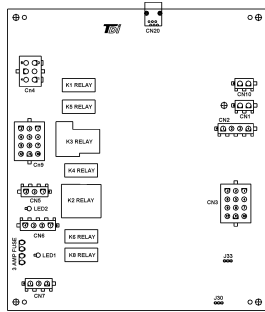 TGI
CN20
Cn4
K1 RELAY
CN10
K5 RELAY
CN1
CN2
K3 RELAY
Cn9
K4 RELAY
CN5
LED2
K2 RELAY
CN3
CN6
K6 RELAY
3 AMP FUSE
LED1
K8 RELAY
J33
CN7
J30